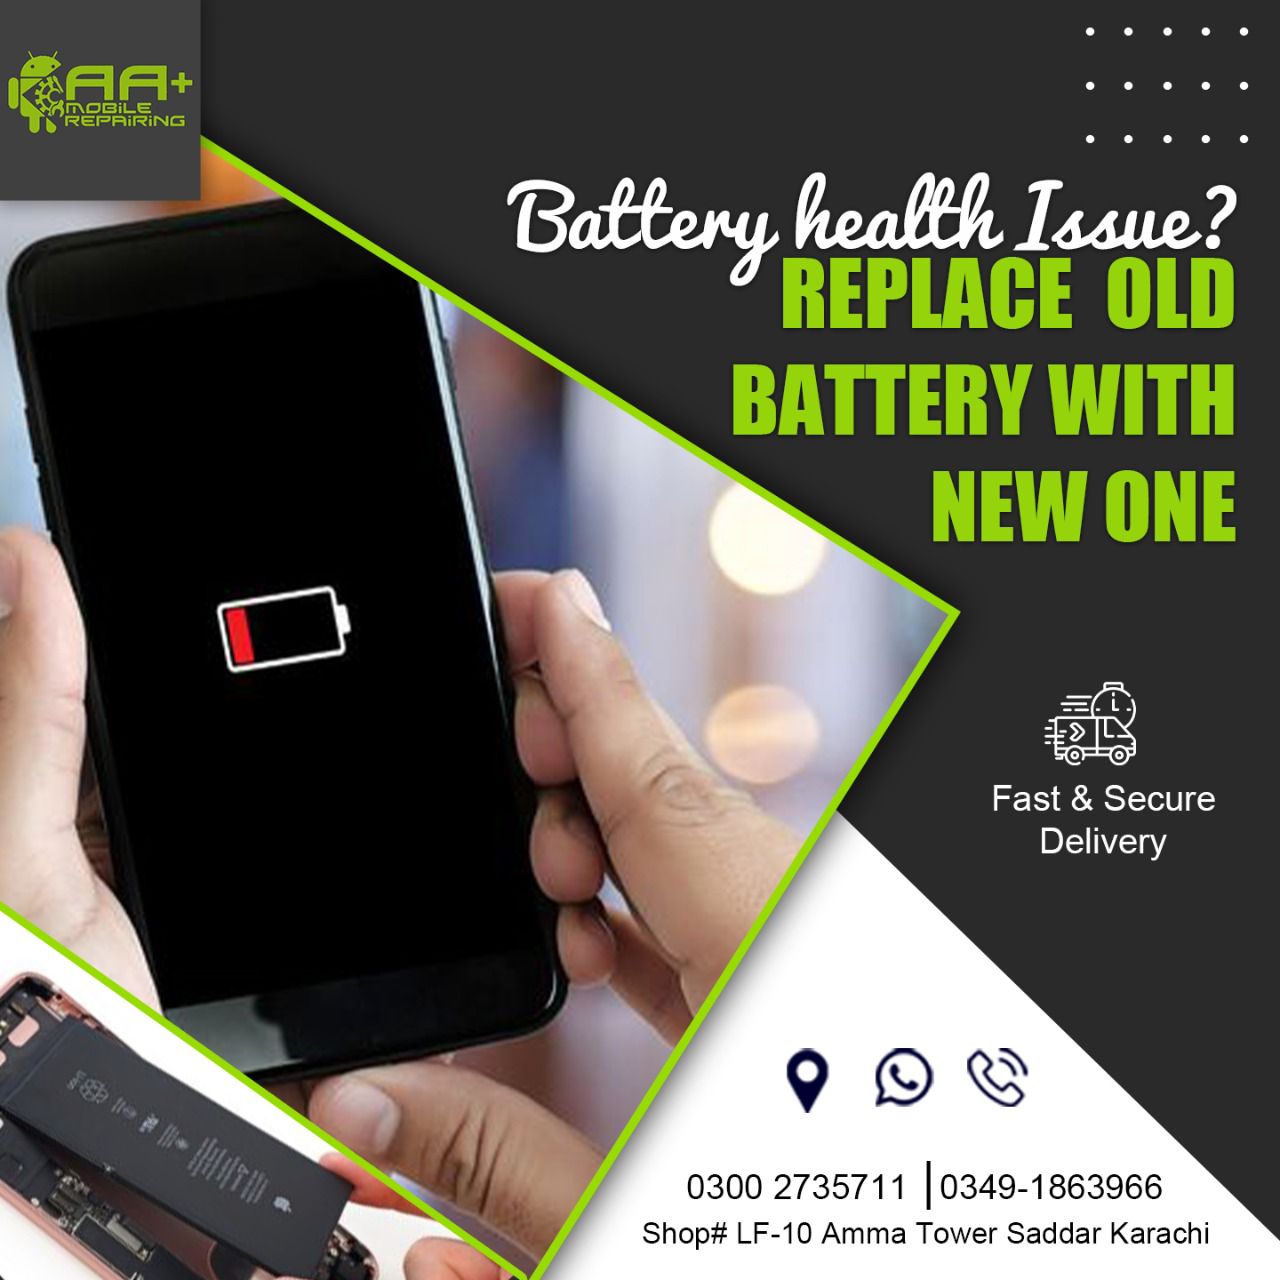 AA+
MOBILE
REPAIRING
Battery health Issue?
REPLACE OLD
BATTERY WITH
NEW ONE
Fast & Secure
Delivery
0300 2735711 | 0349-1863966
Shop# LF-10 Amma Tower Saddar Karachi